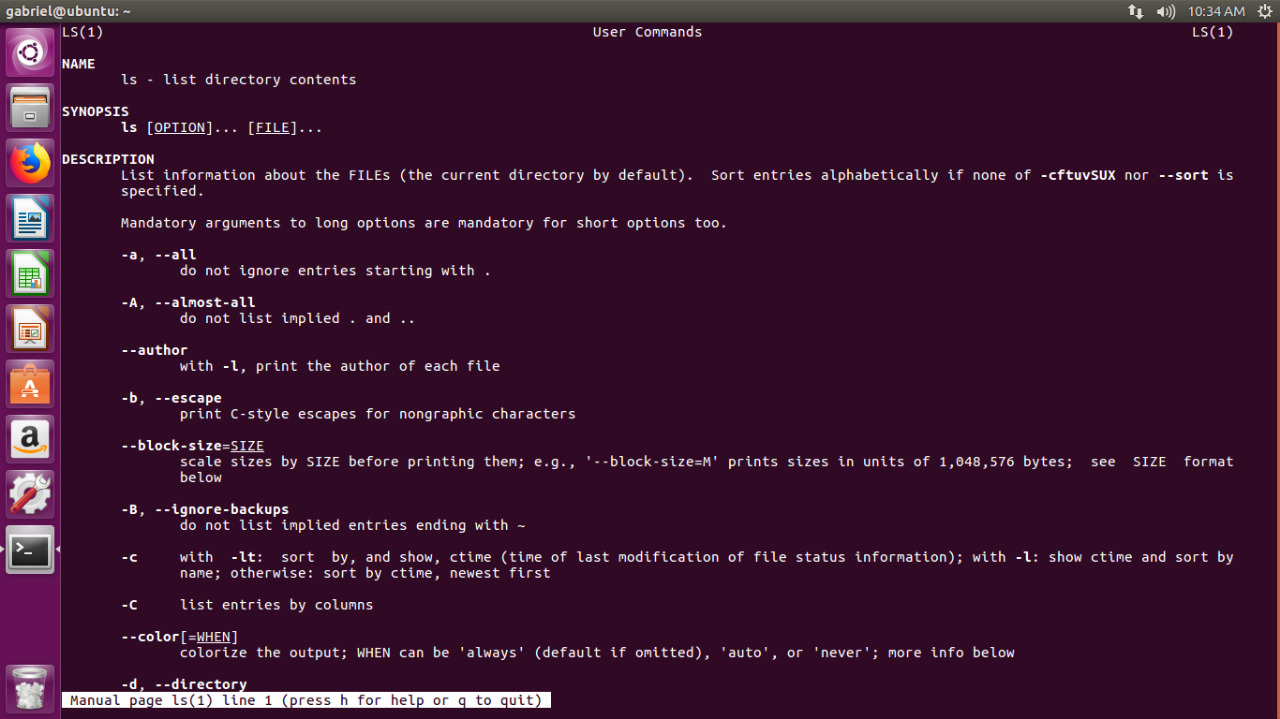 gabriel@ubuntu: ~ 10:34 AM
LS(1) User Commands LS(1)
NAME
ls - list directory contents
SYNOPSIS
ls [OPTION]... [FILE]...
DESCRIPTION
List information about the FILEs (the current directory by default).  Sort entries alphabetically if none of -cftuvSUX nor --sort is
specified.
Mandatory arguments to long options are mandatory for short options too.
-a, --all
do not ignore entries starting with .
-A, --almost-all
do not list implied . and ..
--author
with -l, print the author of each file
-b, --escape
print C-style escapes for nongraphic characters
--block-size=SIZE
scale sizes by SIZE before printing them; e.g., '--block-size=M' prints sizes in units of 1,048,576 bytes;  see  SIZE  format
below
-B, --ignore-backups
do not list implied entries ending with ~
-c with  -lt:  sort  by, and show, ctime (time of last modification of file status information); with -l: show ctime and sort by
name; otherwise: sort by ctime, newest first
-C list entries by columns
--color[=WHEN]
colorize the output; WHEN can be 'always' (default if omitted), 'auto', or 'never'; more info below
-d, --directory
Manual page ls(1) line 1 (press h for help or q to quit)